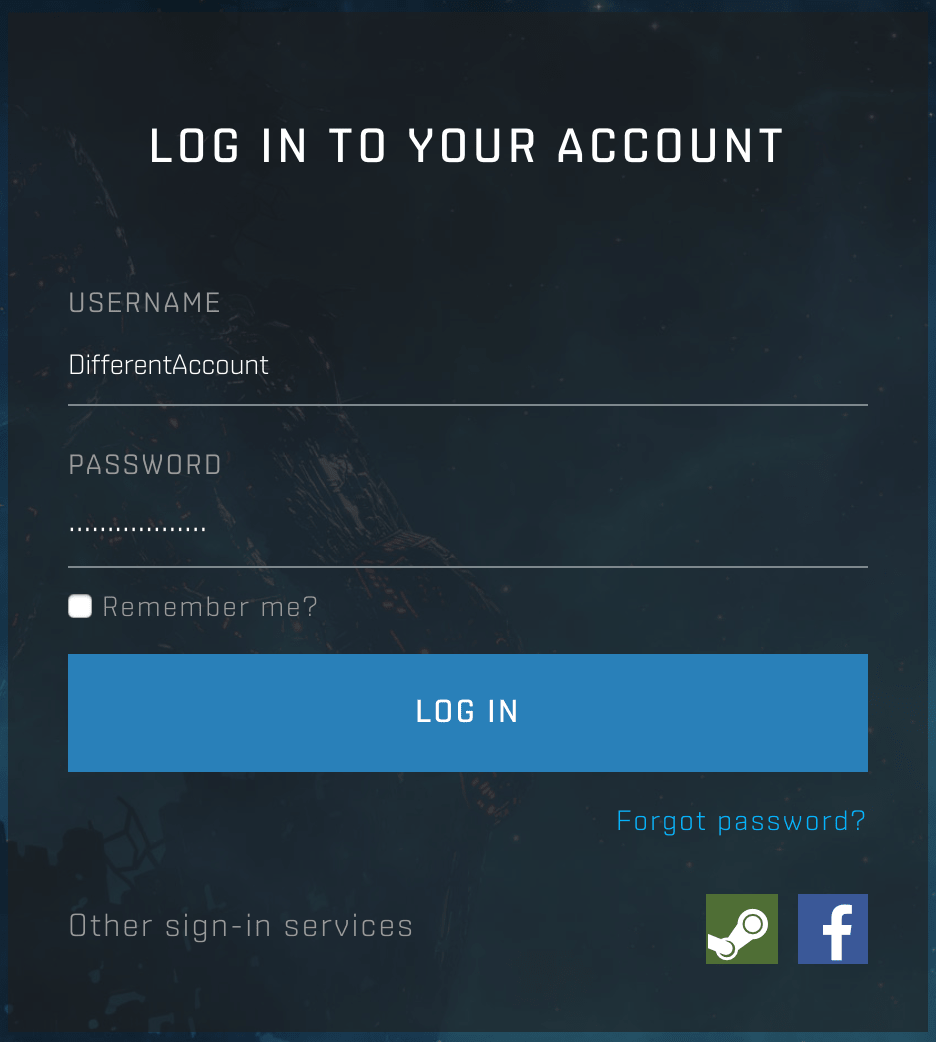 LOG IN TO YOUR ACCOUNT
USERNAME
DifferentAccount
PASSWORD
..................
Remember me?
LOG IN
Forgot password?
Other sign-in services